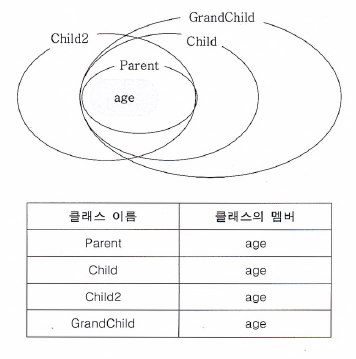 GrandChild
Child2
Child
Parent
age
클래스 이름 클래스의 멤버
Parent age
Child age
Child2 age
GrandChild age